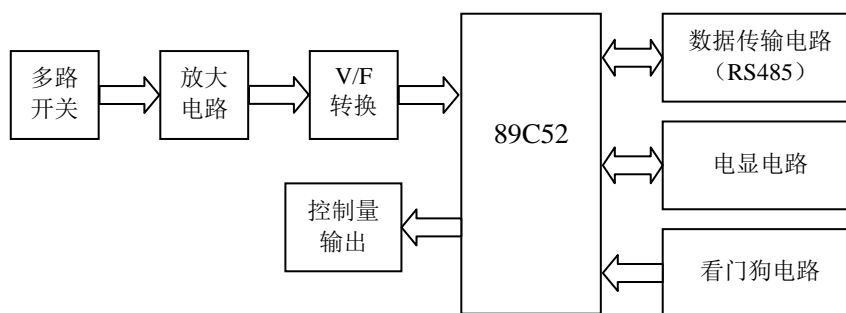 多路
开关
放大
电路
V/F
转换
89C52
控制量
输出
数据传输电路
（RS485）
电显电路
看门狗电路